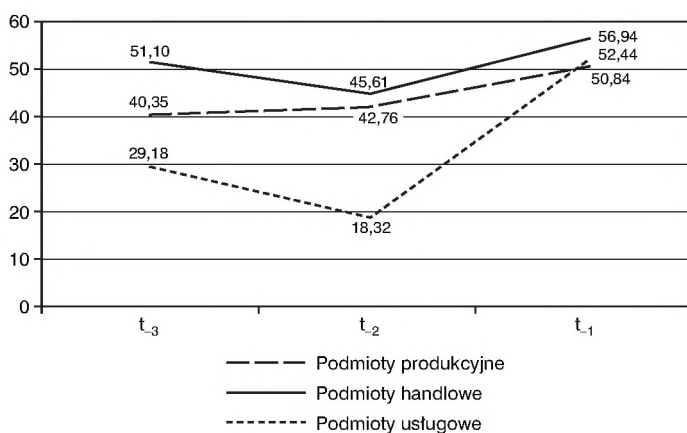 60
50
40
30
20
10
0
51,10
45,61
56,94
52,44
50,84
40,35
42,76
29,18
18,32
t–3
t–2
t–1
Podmioty produkcyjne
Podmioty handlowe
Podmioty usługowe